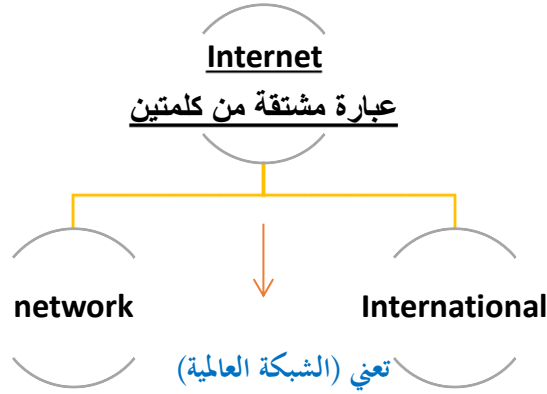 Internet
عبارة مشتقة من كلمتين
International
network
تعني (الشبكة العالمية)